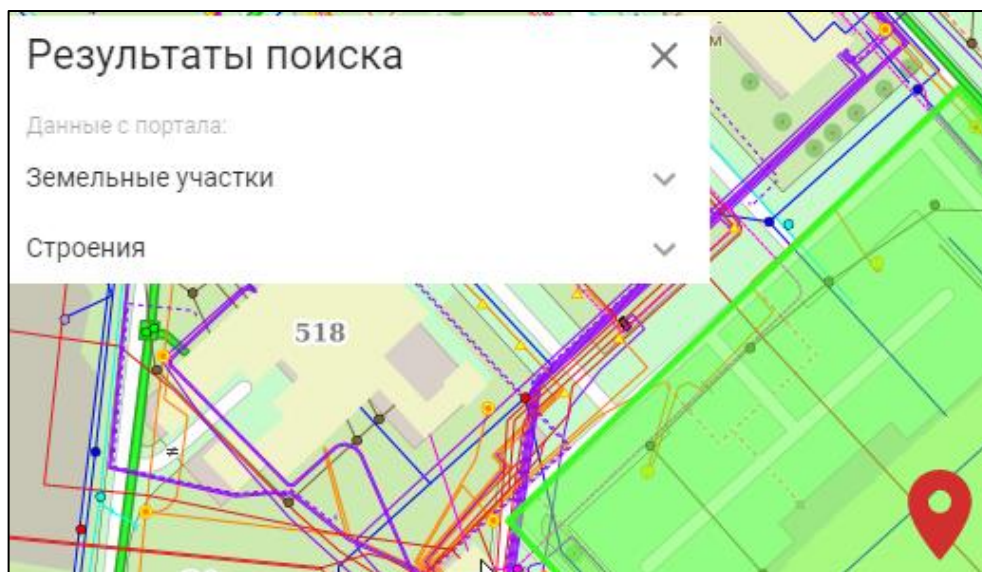 Результаты поиска
Данные с портала:
Земельные участки
Строения
518